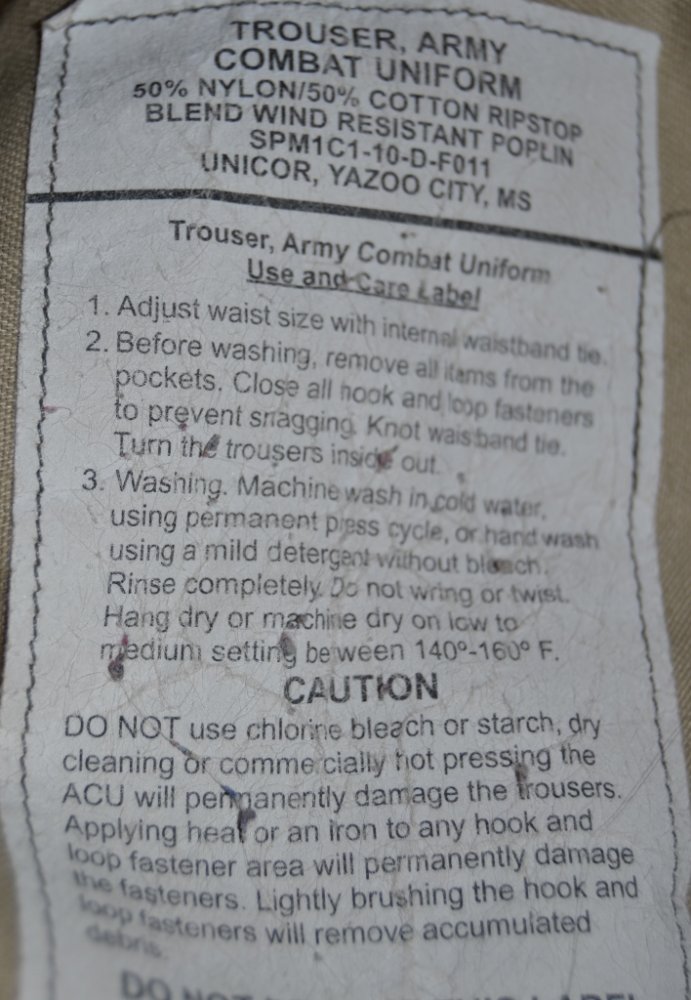 TROUSER, ARMY
COMBAT UNIFORM
50% NYLON/50% COTTON RIPSTOP
BLEND WIND RESISTANT POPLIN
SPM1C1-10-D-F011
UNICOR, YAZOO CITY, MS
Trouser, Army Combat Uniform
Use and Care Label
1. Adjust waist size with internal waistband tie.
2. Before washing, remove all items from the
pockets. Close all hook and loop fasteners
to prevent snagging. Knot waistband tie.
Turn the trousers inside out.
3. Washing. Machine wash in cold water,
using permanent press cycle, or hand wash
using a mild detergent without bleach.
Rinse completely. Do not wring or twist.
Hang dry or machine dry on low to
medium setting between 140º-160º F.
CAUTION
DO NOT use chlorine bleach or starch, dry
cleaning or commercially hot pressing the
ACU will permanently damage the trousers.
Applying heat or an iron to any hook and
loop fastener area will permanently damage
the fasteners. Lightly brushing the hook and
loop fasteners will remove accumulated
debris.
DO NOT LABEL